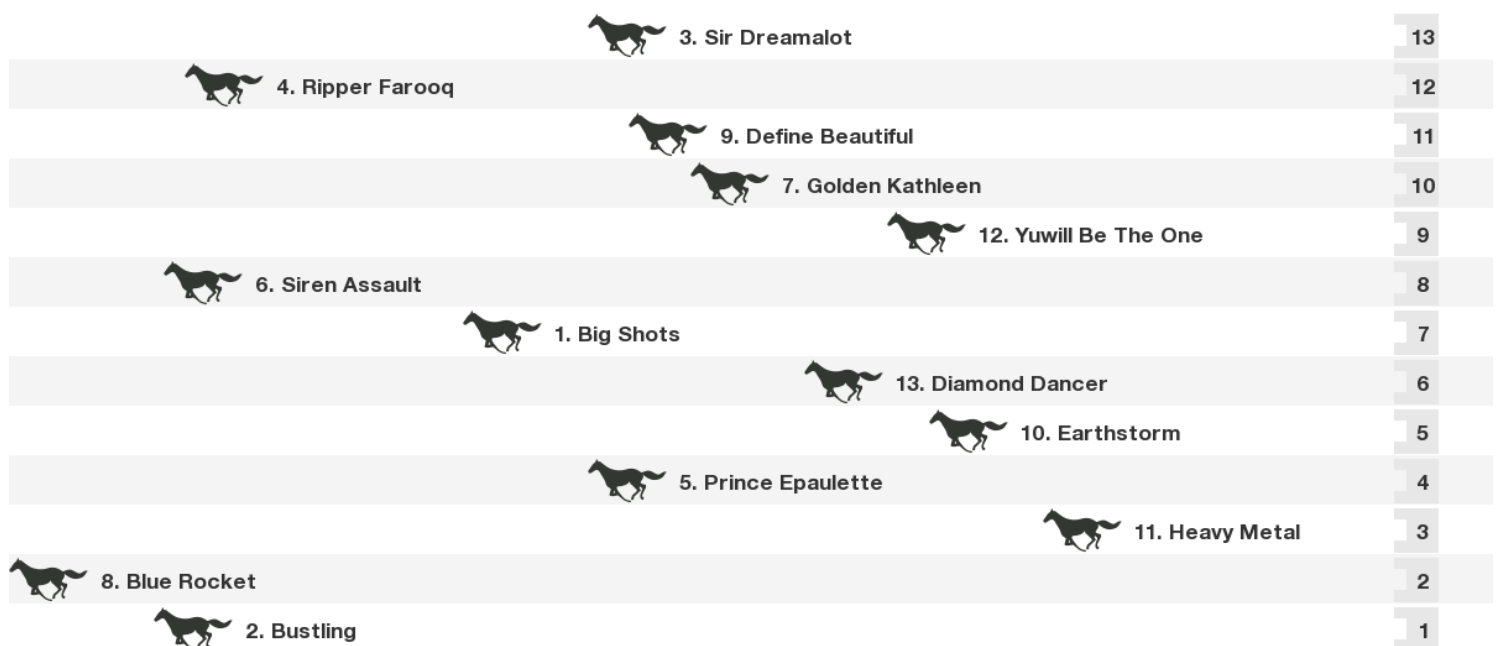 3. Sir Dreamalot 13
4. Ripper Farooq 12
9. Define Beautiful 11
7. Golden Kathleen 10
12. Yuwill Be The One 9
6. Siren Assault 8
1. Big Shots 7
13. Diamond Dancer 6
10. Earthstorm 5
5. Prince Epaulette 4
11. Heavy Metal 3
8. Blue Rocket 2
2. Bustling 1